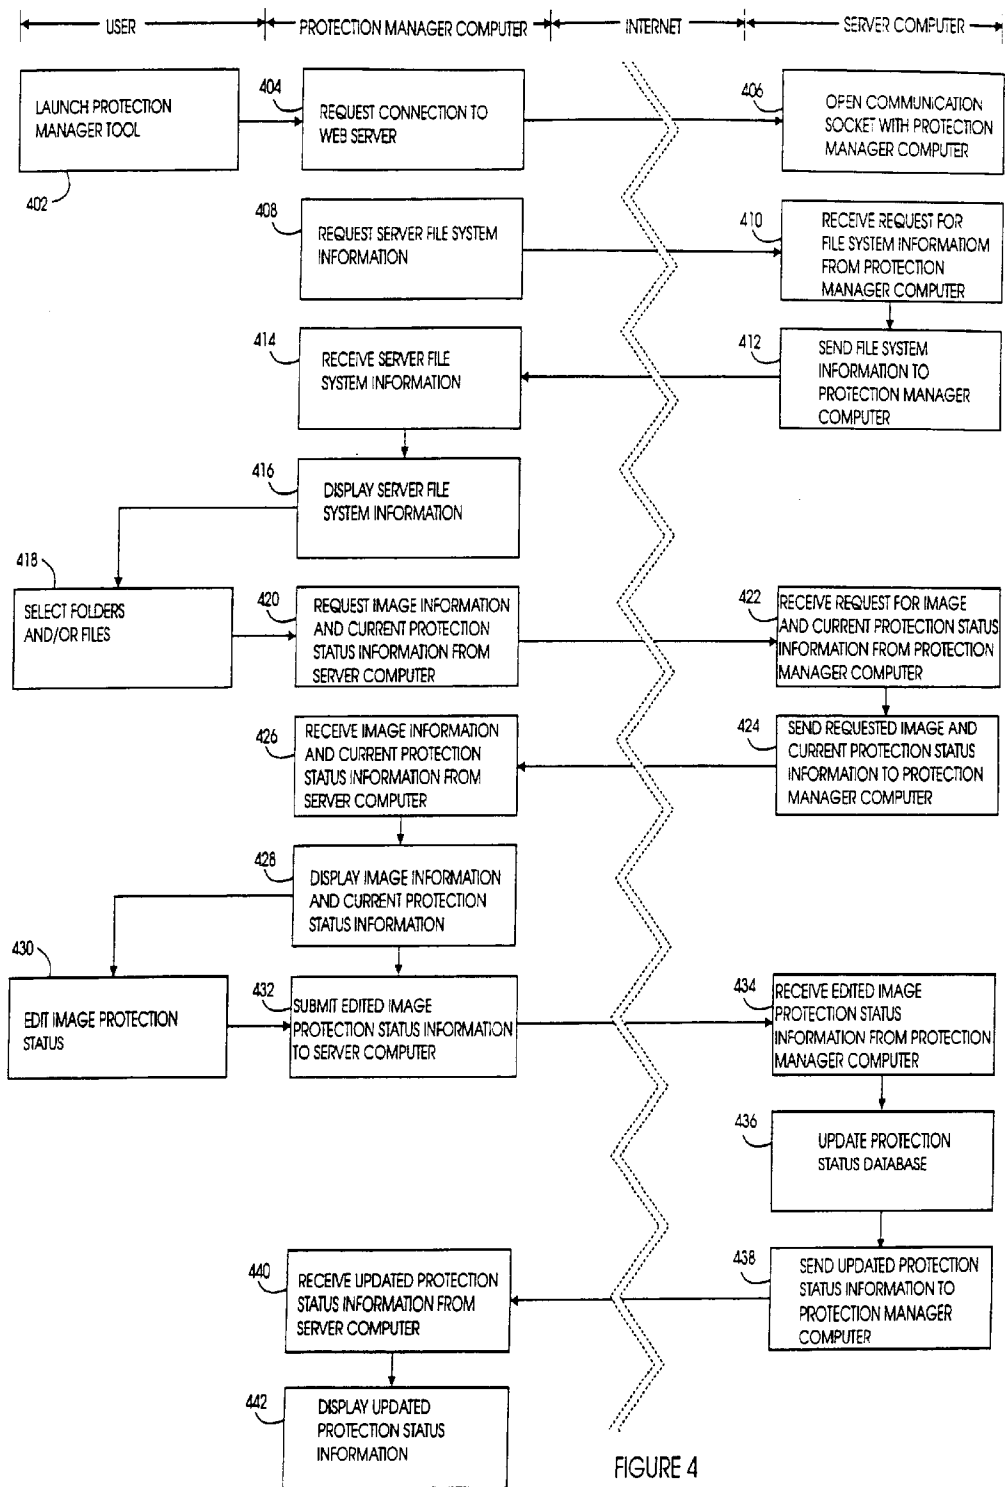 USER
PROTECTION MANAGER COMPUTER
INTERNET
SERVER COMPUTER
LAUNCH PROTECTION
MANAGER TOOL
402
404
REQUEST CONNECTION TO
WEB SERVER
406
OPEN COMMUNICATION
SOCKET WITH PROTECTION
MANAGER COMPUTER
408
REQUEST SERVER FILE SYSTEM
INFORMATION
410
RECEIVE REQUEST FOR
FILE SYSTEM INFORMATIOM
FROM PROTECTION
MANAGER COMPUTER
412
SEND FILE SYSTEM
INFORMATION TO
PROTECTION MANAGER
COMPUTER
414
RECEIVE SERVER FILE
SYSTEM INFORMATION
416
DISPLAY SERVER FILE
SYSTEM INFORMATION
418
SELECT FOLDERS
AND/OR FILES
420
REQUEST IMAGE INFORMATION
AND CURRENT PROTECTION
STATUS INFORMATION FROM
SERVER COMPUTER
422
RECEIVE REQUEST FOR IMAGE
AND CURRENT PROTECTION STATUS
INFORMATION FROM PROTECTION
MANAGER COMPUTER
424
SEND REQUESTED IMAGE AND
CURRENT PROTECTION STATUS
INFORMATION TO PROTECTION
MANAGER COMPUTER
426
RECEIVE IMAGE INFORMATION
AND CURRENT PROTECTION
STATUS INFORMATION FROM
SERVER COMPUTER
428
DISPLAY IMAGE INFORMATION
AND CURRENT PROTECTION
STATUS INFORMATION
430
EDIT IMAGE PROTECTION
STATUS
432
SUBMIT EDITED IMAGE
PROTECTION STATUS INFORMATION
TO SERVER COMPUTER
434
RECEIVE EDITED IMAGE
PROTECTION STATUS
INFORMATION FROM PROTECTION
MANAGER COMPUTER
436
UPDATE PROTECTION
STATUS DATABASE
438
SEND UPDATED PROTECTION
STATUS INFORMATION TO
PROTECTION MANAGER
COMPUTER
440
RECEIVE UPDATED PROTECTION
STATUS INFORMATION FROM
SERVER COMPUTER
442
DISPLAY UPDATED
PROTECTION STATUS
INFORMATION
FIGURE 4